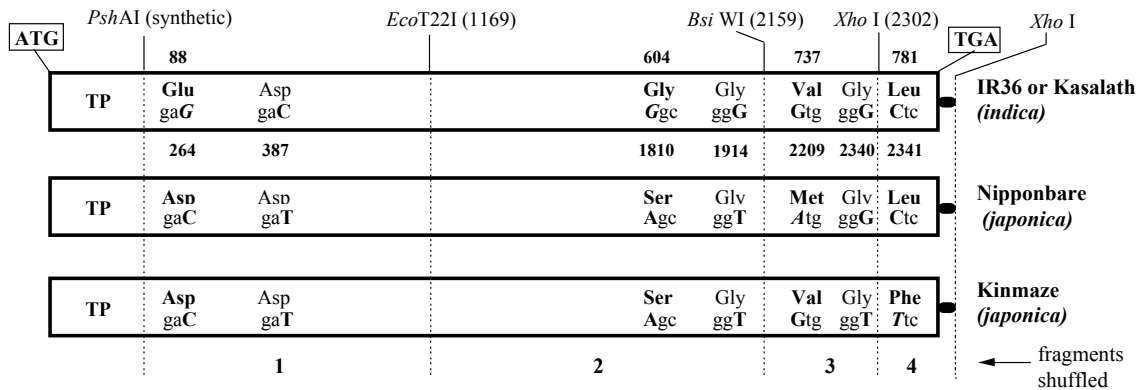 PshAI (synthetic) EcoT22I (1169) Bsi WI (2159) Xho I (2302) Xho I
ATG TGA
88 604 737 781
TP Glu Asp Gly Gly Val Gly Leu IR36 or Kasalath
gaG gaC Ggc ggG Gtg ggG Ctc (indica)
264 387 1810 1914 2209 2340 2341
TP Asp Asp Ser Gly Met Gly Leu Nipponbare
gaC gaT Agc ggT Atg ggG Ctc (japonica)
TP Asp Asp Ser Gly Val Gly Phe Kinmaze
gaC gaT Agc ggT Gtg ggT Ttc (japonica)
1 2 3 4 fragments
shuffled